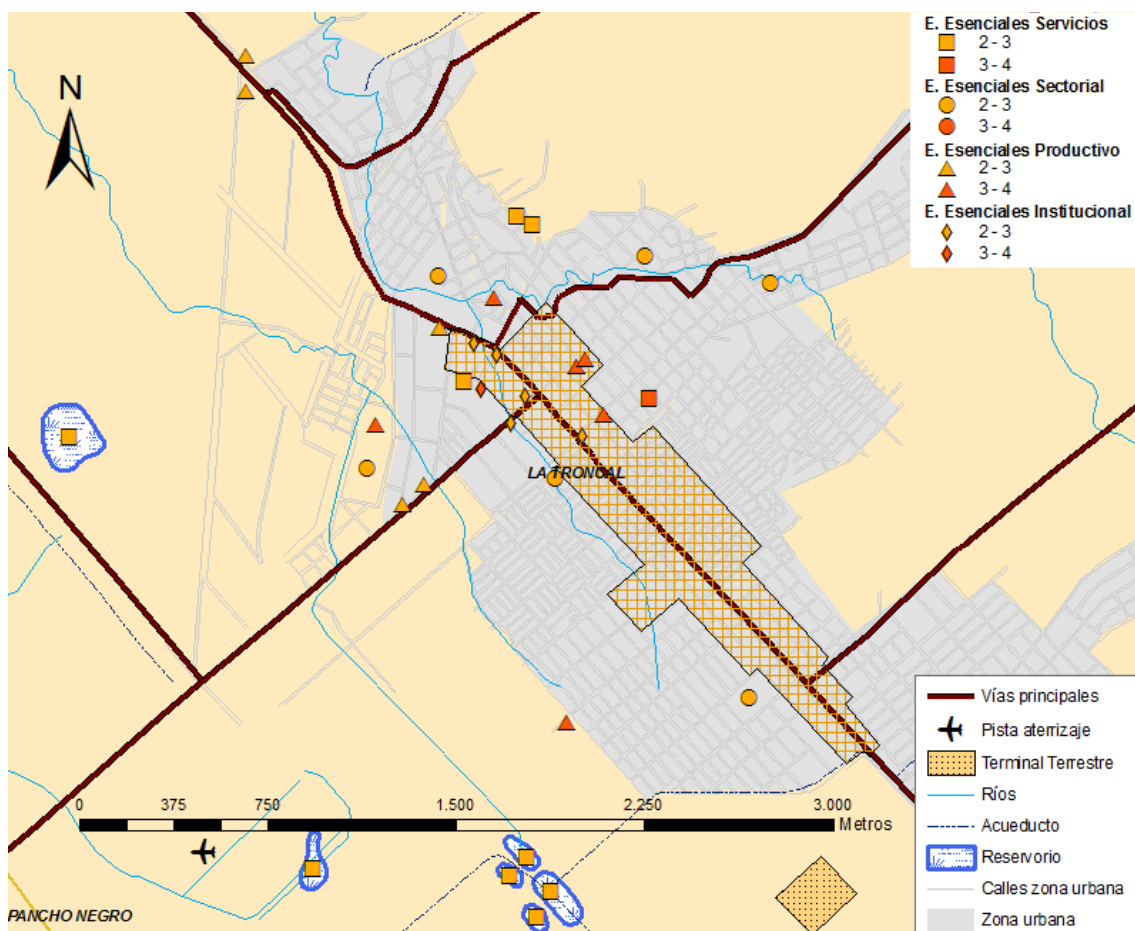 E. Esenciales Servicios
2 - 3
3 - 4
E. Esenciales Sectorial
2 - 3
3 - 4
E. Esenciales Productivo
2 - 3
3 - 4
E. Esenciales Institucional
2 - 3
3 - 4
N
LA TRONCAL
Vías principales
Pista aterrizaje
Terminal Terrestre
Ríos
Acueducto
Reservorio
Calles zona urbana
Zona urbana
0 375 750 1.500 2.250 3.000
Metros
PANCHO NEGRO